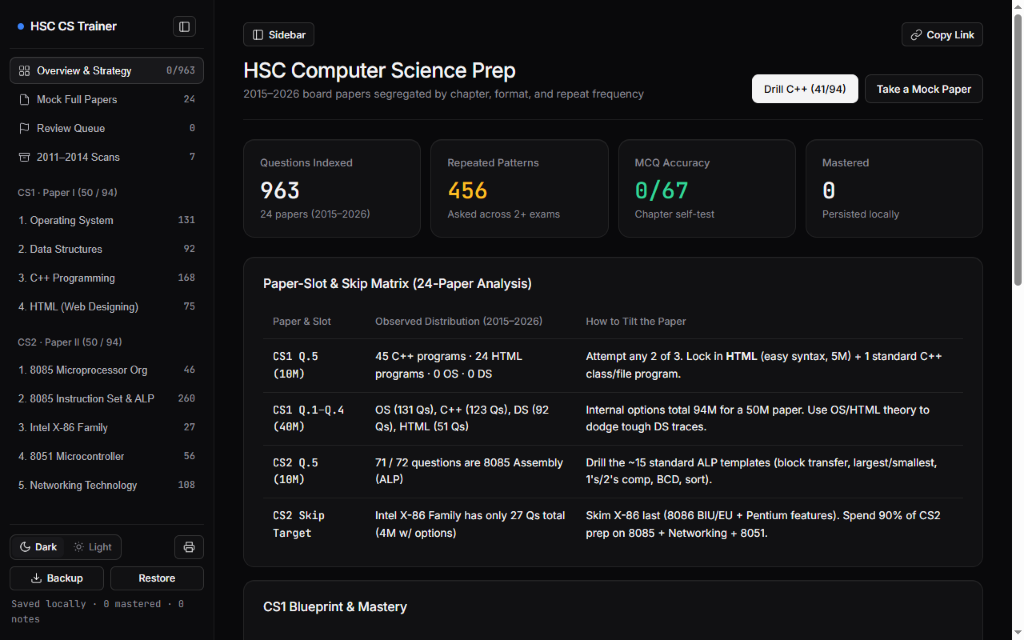 HSC CS Trainer
Overview & Strategy 0/963
Mock Full Papers 24
Review Queue 0
2011–2014 Scans 7
CS1 · Paper I (50 / 94)
1. Operating System 131
2. Data Structures 92
3. C++ Programming 168
4. HTML (Web Designing) 75
CS2 · Paper II (50 / 94)
1. 8085 Microprocessor Org 46
2. 8085 Instruction Set & ALP 260
3. Intel X-86 Family 27
4. 8051 Microcontroller 56
5. Networking Technology 108
Dark Light
Backup Restore
Saved locally · 0 mastered · 0
notes
Sidebar
Copy Link
HSC Computer Science Prep
2015–2026 board papers segregated by chapter, format, and repeat frequency
Drill C++ (41/94)
Take a Mock Paper
Questions Indexed
963
24 papers (2015–2026)
Repeated Patterns
456
Asked across 2+ exams
MCQ Accuracy
0/67
Chapter self-test
Mastered
0
Persisted locally
Paper-Slot & Skip Matrix (24-Paper Analysis)
Paper & Slot Observed Distribution (2015–2026) How to Tilt the Paper
CS1 Q.5 45 C++ programs · 24 HTML Attempt any 2 of 3. Lock in HTML (easy syntax, 5M) + 1 standard C++
(10M) programs · 0 OS · 0 DS class/file program.
CS1 Q.1–Q.4 OS (131 Qs), C++ (123 Qs), DS (92 Internal options total 94M for a 50M paper. Use OS/HTML theory to
(40M) Qs), HTML (51 Qs) dodge tough DS traces.
CS2 Q.5 71 / 72 questions are 8085 Assembly Drill the ~15 standard ALP templates (block transfer, largest/smallest,
(10M) (ALP) 1's/2's comp, BCD, sort).
CS2 Skip Intel X-86 Family has only 27 Qs total Skim X-86 last (8086 BIU/EU + Pentium features). Spend 90% of CS2
Target (4M w/ options) prep on 8085 + Networking + 8051.
CS1 Blueprint & Mastery